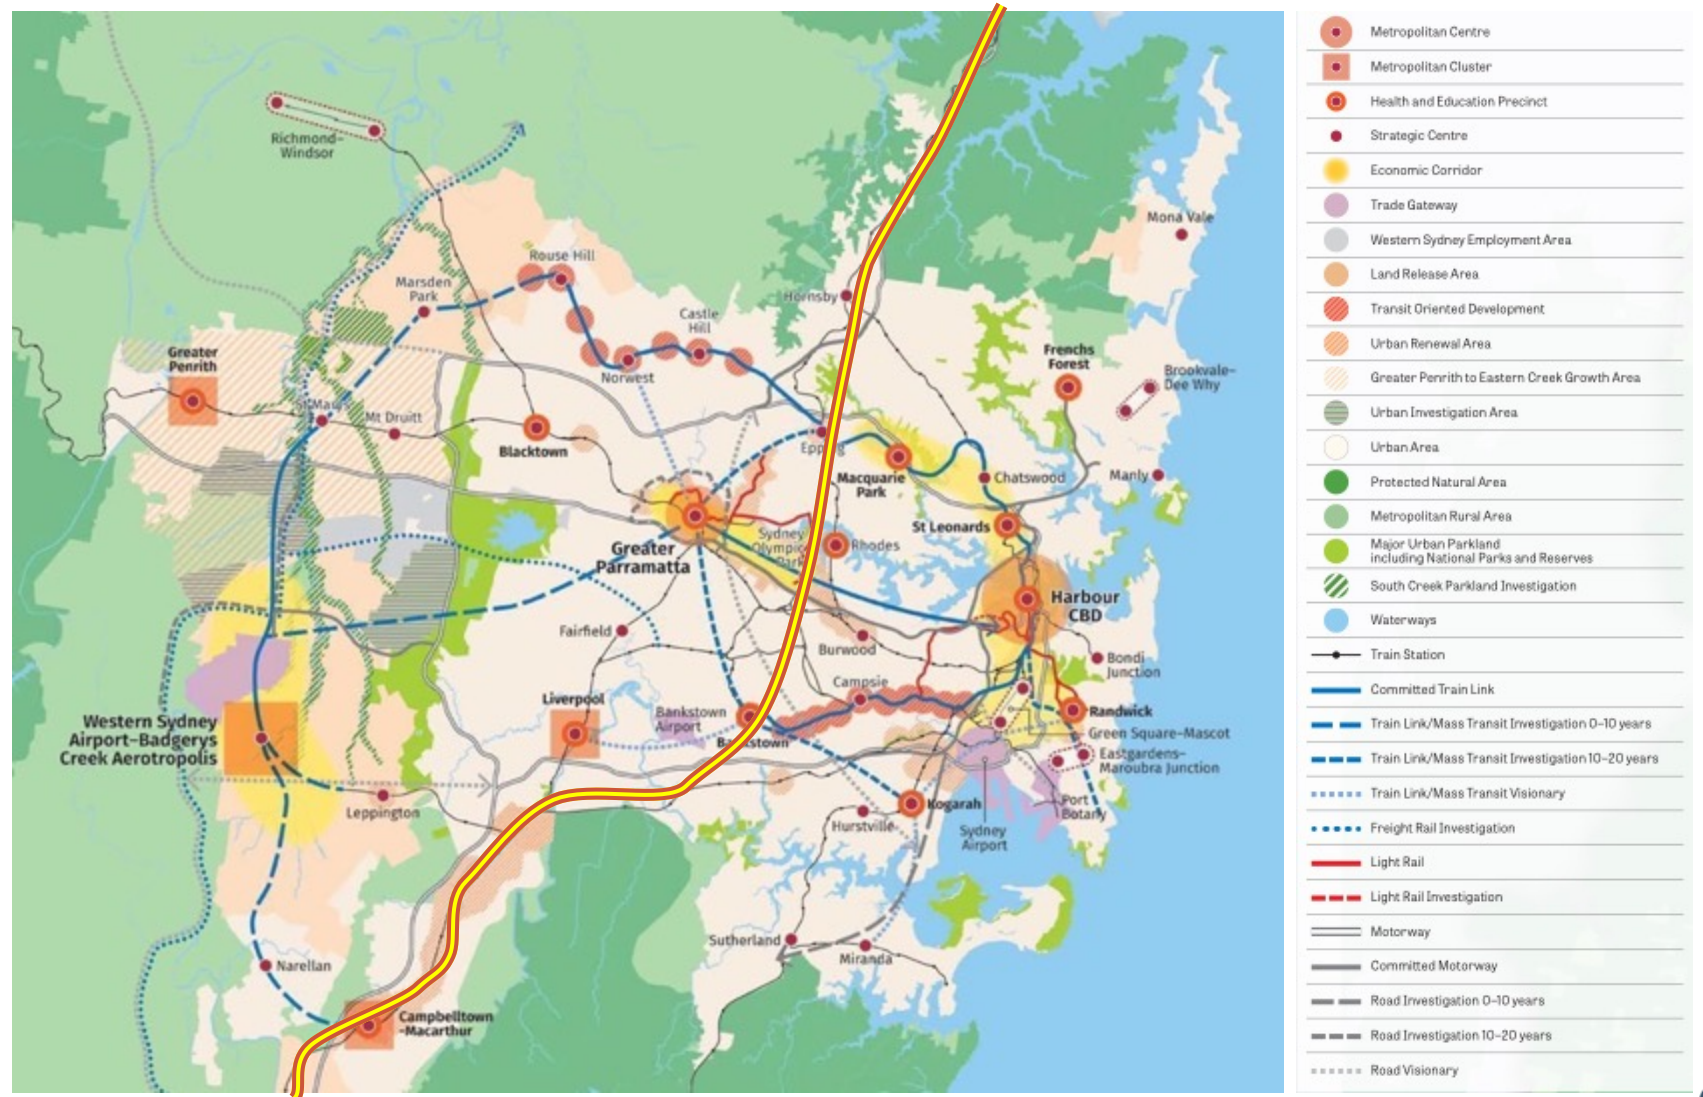 Richmond–
Windsor
Mona Vale
Rouse Hill
Marsden
Park
Hornsby
Castle
Hill
Greater
Penrith
Norwest
Frenchs
Forest
Brookvale–
Dee Why
St Marys
Mt Druitt
Blacktown
Epping
Macquarie
Park
Chatswood
Manly
St Leonards
Sydney
Olympic
Park
Rhodes
Greater
Parramatta
Harbour
CBD
Fairfield
Burwood
Bondi
Junction
Campsie
Liverpool
Bankstown
Airport
Bankstown
Randwick
Green Square–Mascot
Western Sydney
Airport–Badgerys
Creek Aerotropolis
Eastgardens–
Maroubra Junction
Leppington
Kogarah
Port
Botany
Hurstville
Sydney
Airport
Sutherland
Miranda
Narellan
Campbelltown
-Macarthur
Metropolitan Centre
Metropolitan Cluster
Health and Education Precinct
Strategic Centre
Economic Corridor
Trade Gateway
Western Sydney Employment Area
Land Release Area
Transit Oriented Development
Urban Renewal Area
Greater Penrith to Eastern Creek Growth Area
Urban Investigation Area
Urban Area
Protected Natural Area
Metropolitan Rural Area
Major Urban Parkland
including National Parks and Reserves
South Creek Parkland Investigation
Waterways
Train Station
Committed Train Link
Train Link/Mass Transit Investigation 0–10 years
Train Link/Mass Transit Investigation 10–20 years
Train Link/Mass Transit Visionary
Freight Rail Investigation
Light Rail
Light Rail Investigation
Motorway
Committed Motorway
Road Investigation 0–10 years
Road Investigation 10–20 years
Road Visionary